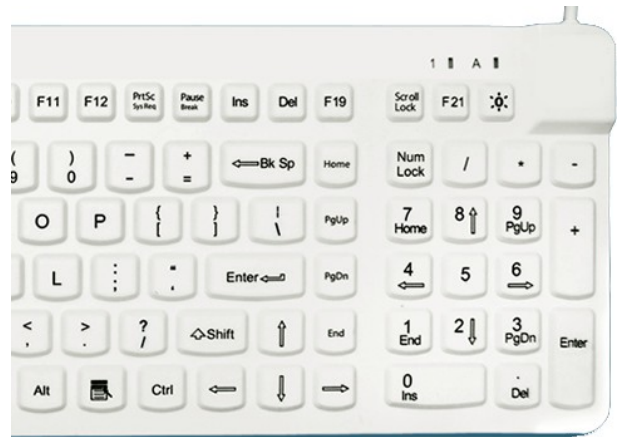 1 A
F11 F12 PrtSc Pause Ins Del F19 Scroll F21
Sys Req Break Lock
( ) - + ⇐Bk Sp Home Num / * -
9 0 - = Lock
O P { } ¦ PgUp 7 8⇑ 9 +
[ ] \ Home PgUp
L : " Enter⇐ PgDn 4 5 6
; ' ⇐ ⇒
< > ? ⇧Shift ⇑ End 1 2⇓ 3 Enter
, . / End PgDn
Alt Ctrl ⇐ ⇓ ⇒ 0 .
Ins Del